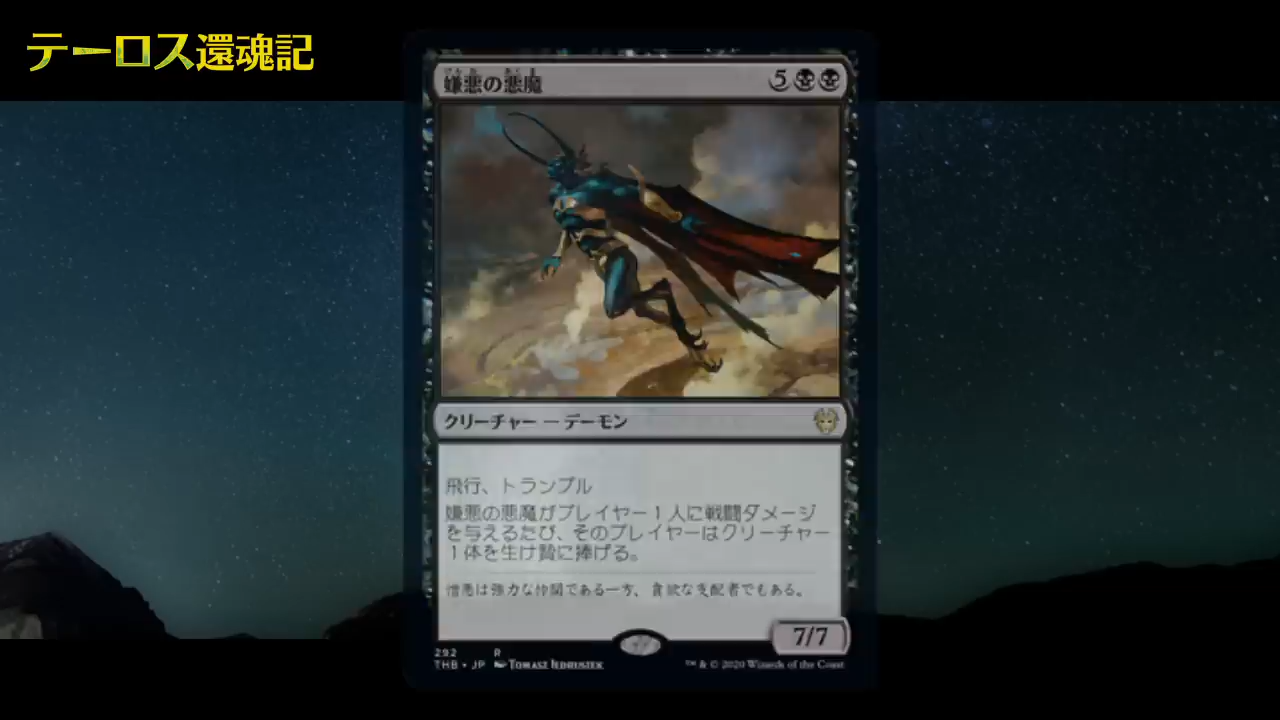 テーロス還魂記
嫌悪の悪魔 5
クリーチャー ― デーモン
飛行、トランプル
嫌悪の悪魔がプレイヤー1人に戦闘ダメージ
を与えるたび、そのプレイヤーはクリーチャー
1体を生け贄に捧げる。
憎悪は強力な仲間である一方、貪欲な支配者でもある。
7/7
292 R
THB • JP TOMASZ JEDRUSZEK
™ & © 2020 Wizards of the Coast